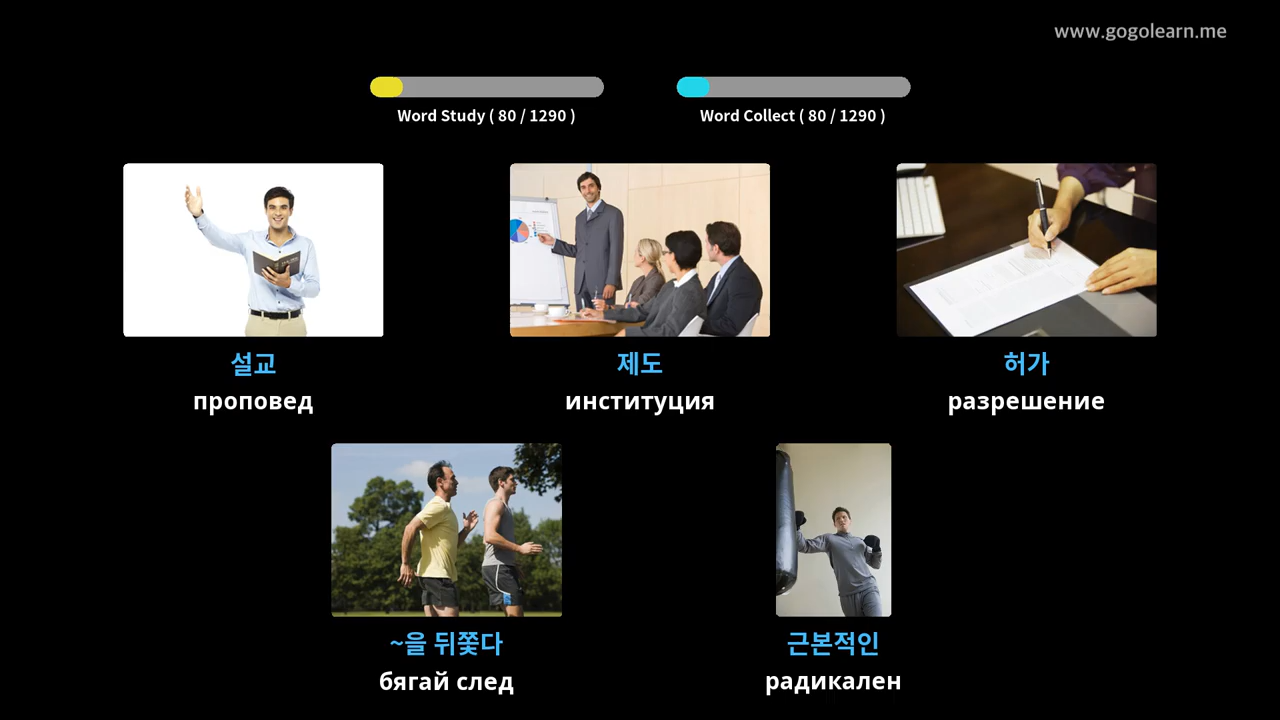 www.gogolearn.me
Word Study ( 80 / 1290 )
Word Collect ( 80 / 1290 )
설교
проповед
제도
институция
허가
разрешение
~을 뒤쫓다
бягай след
근본적인
радикален